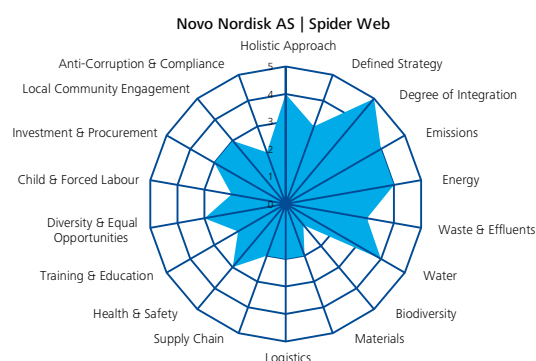 Novo Nordisk AS | Spider Web
Holistic Approach
Anti-Corruption & Compliance
Defined Strategy
Local Community Engagement
Degree of Integration
Investment & Procurement
Emissions
Child & Forced Labour
Energy
Diversity & Equal
Opportunities
Waste & Effluents
Training & Education
Water
Health & Safety
Biodiversity
Supply Chain
Materials
Logistics
5
4
3
2
1
0